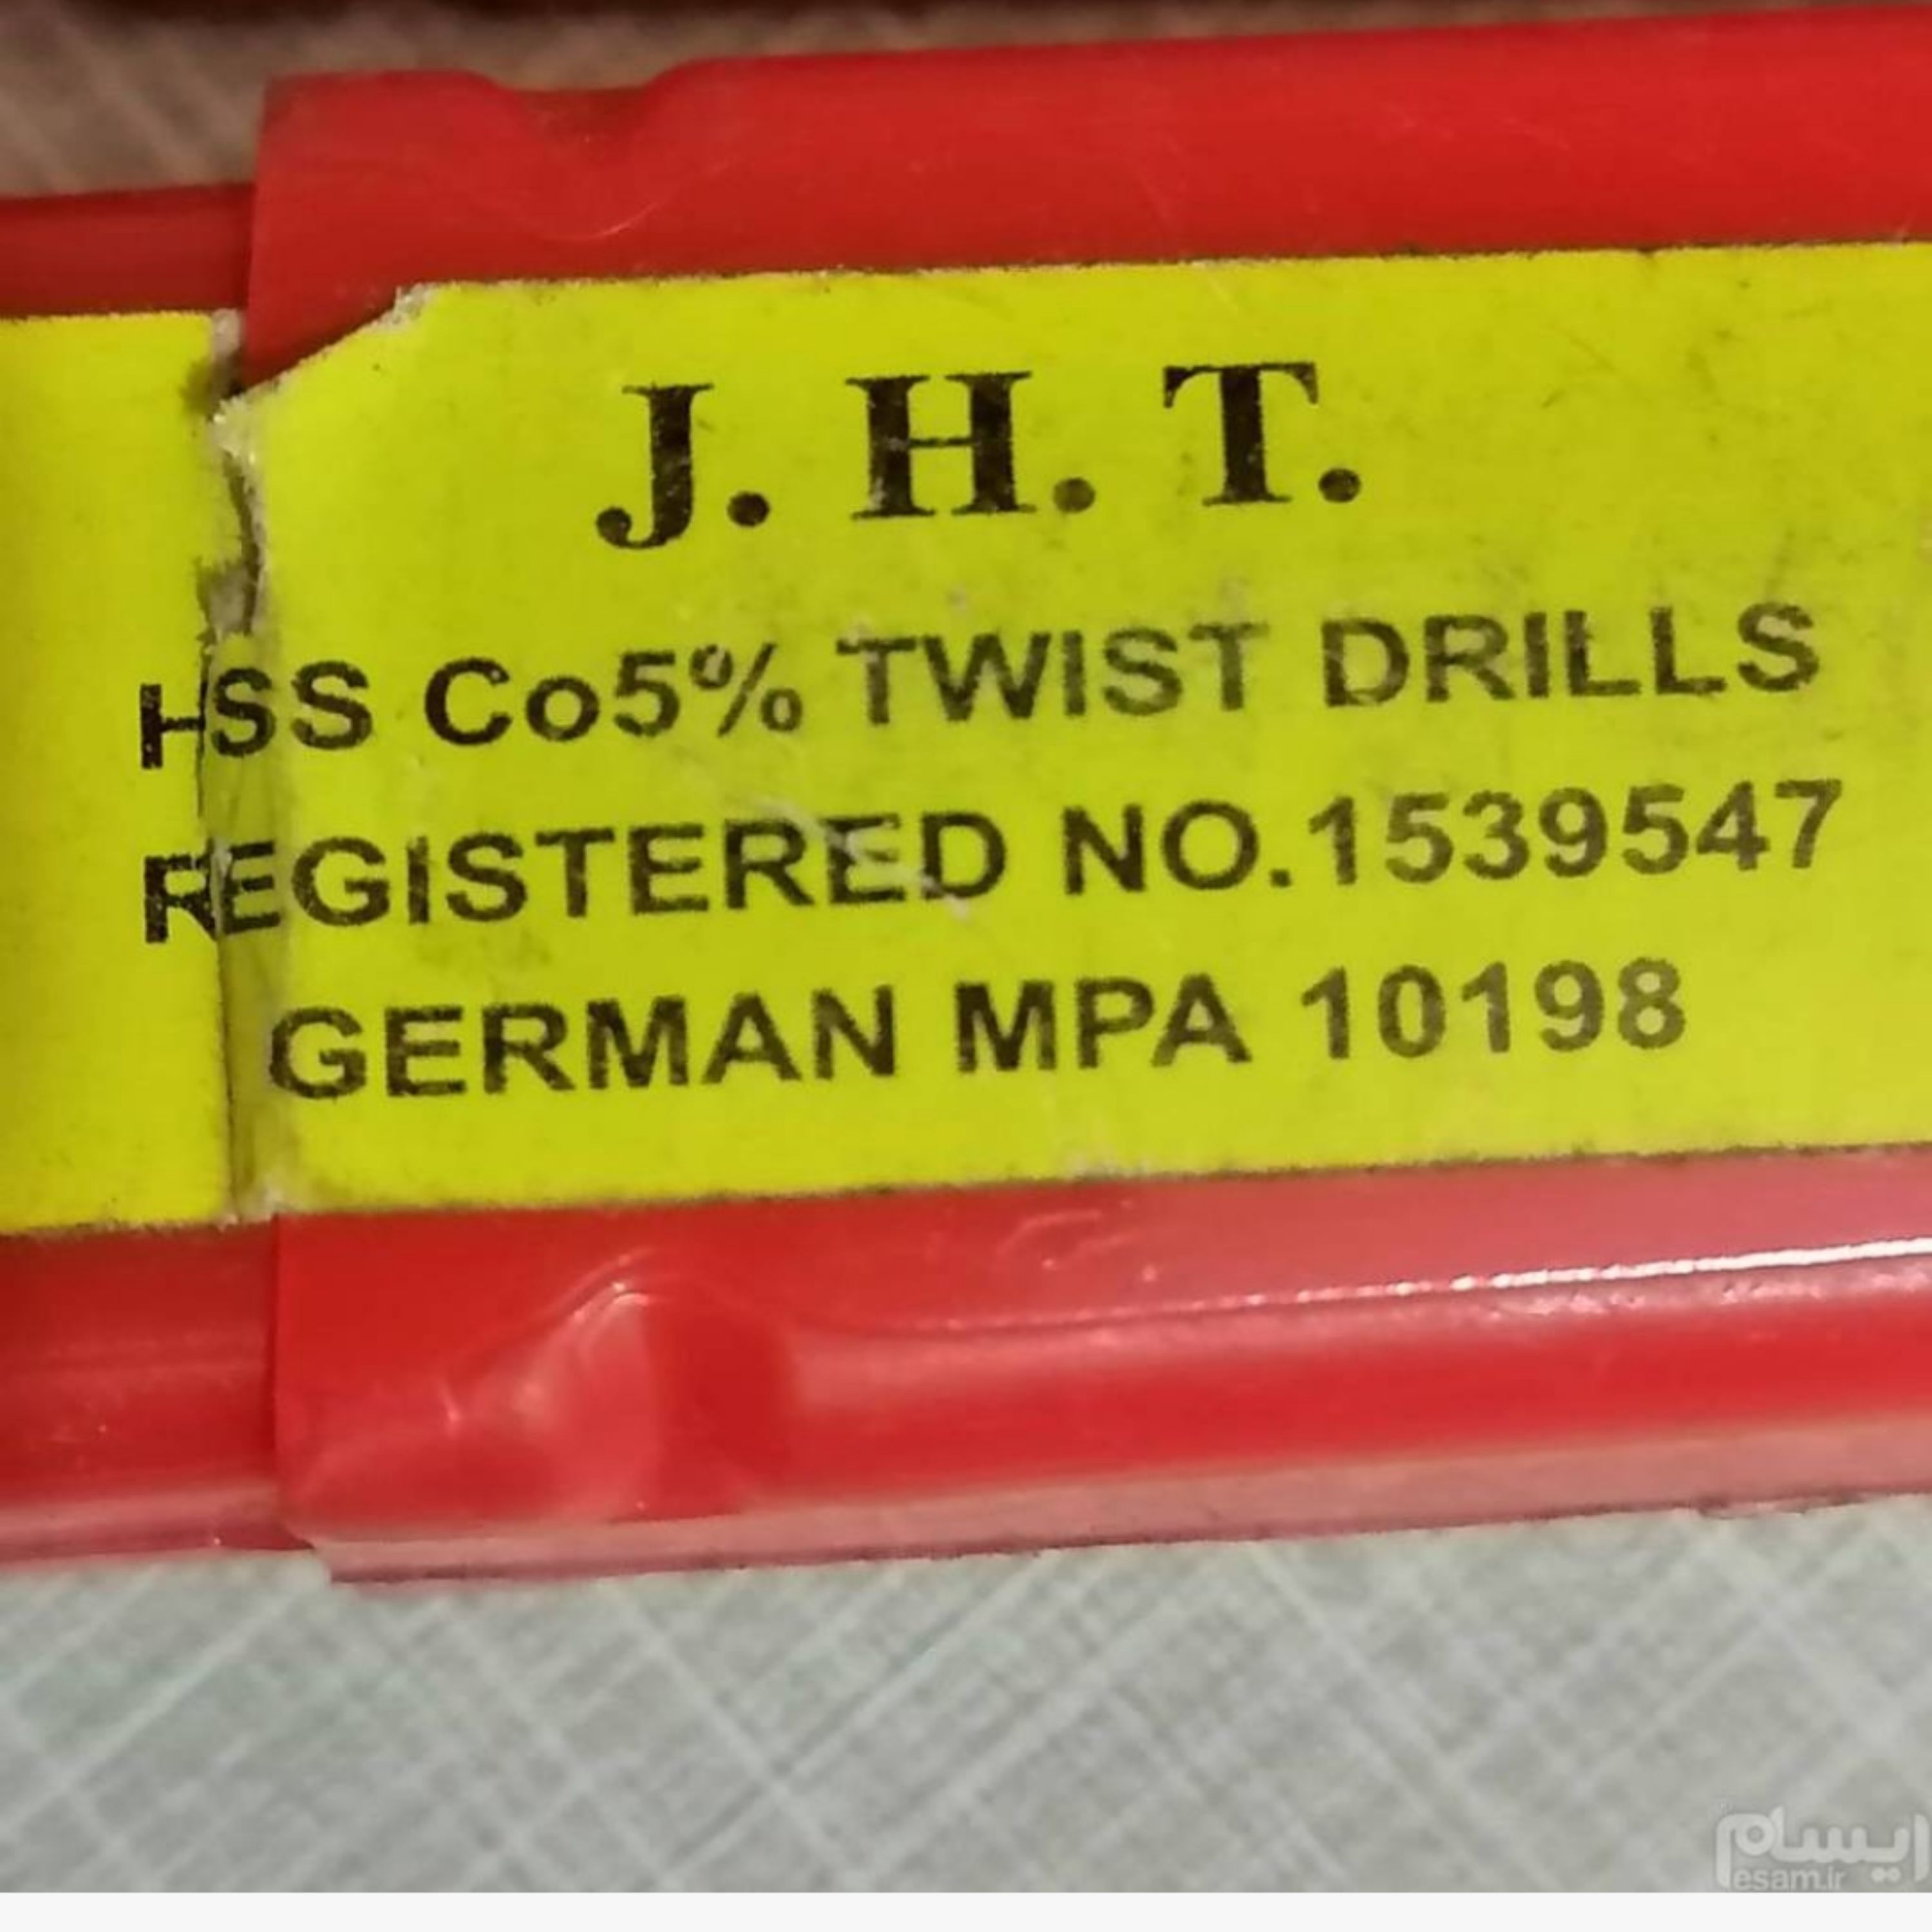 J. H. T.
HSS Co5% TWIST DRILLS
REGISTERED NO.1539547
GERMAN MPA 10198
ایسام
esam.ir